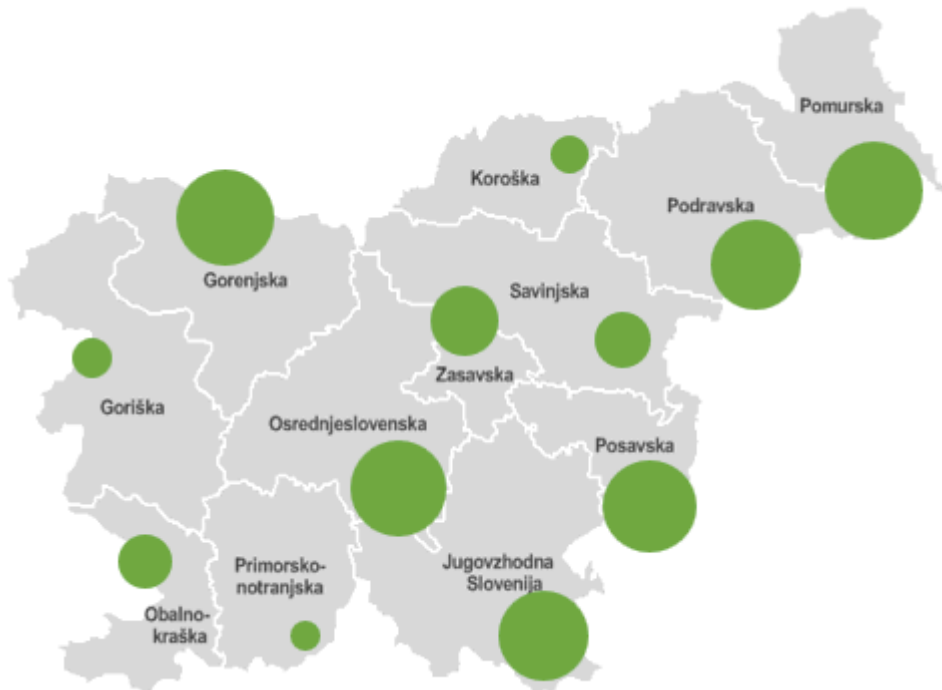 Pomurska
Koroška
Podravska
Gorenjska
Savinjska
Zasavska
Goriška
Osrednjeslovenska
Posavska
Primorsko-
notranjska
Jugovzhodna
Slovenija
Obalno-
kraška